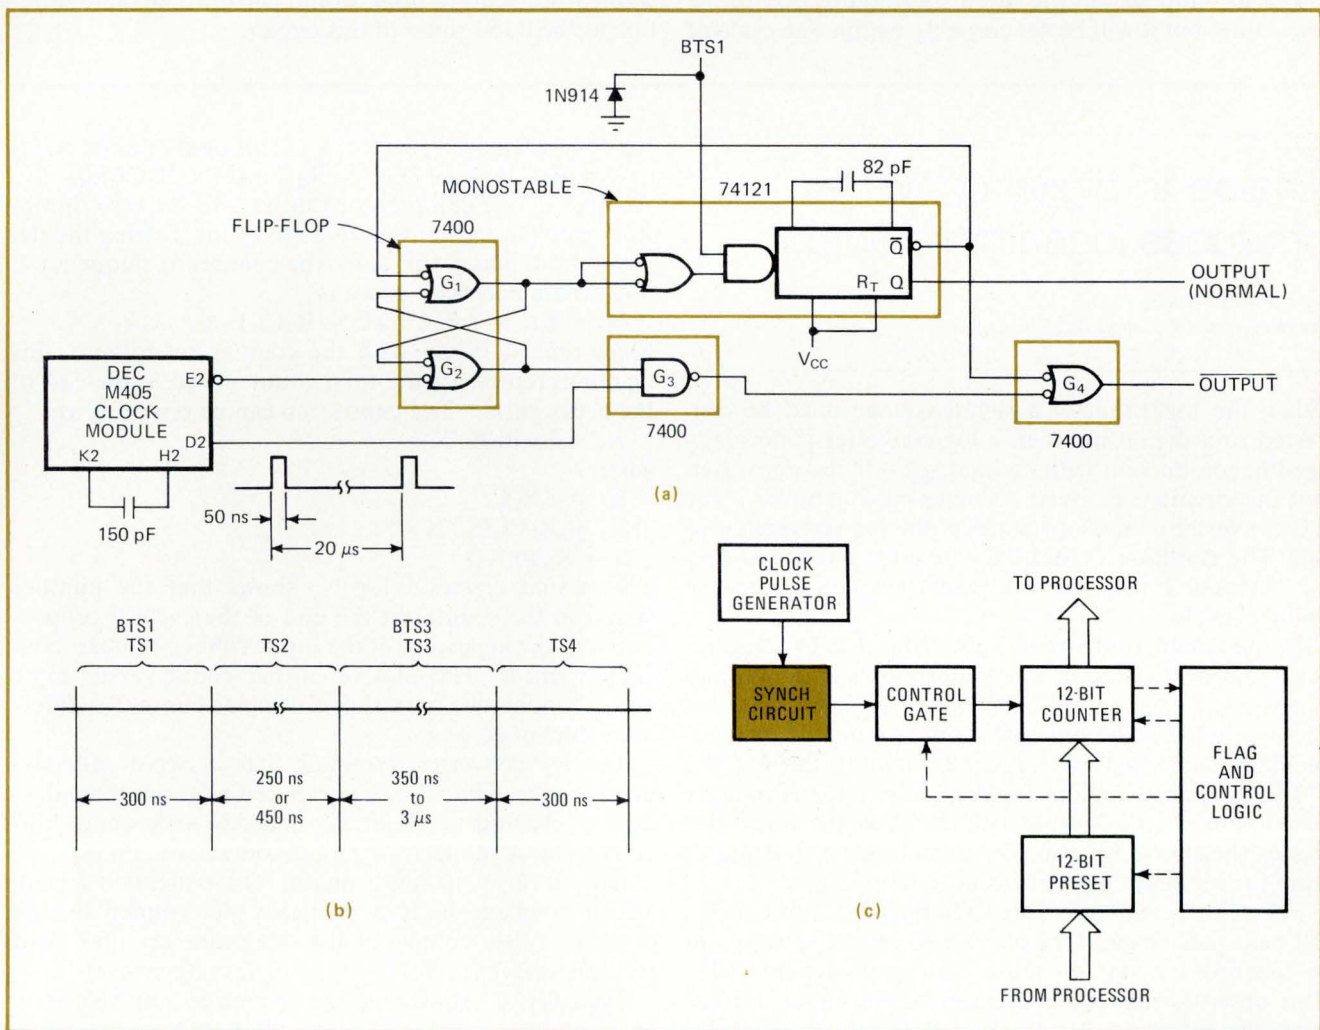 BTS1
1N914
MONOSTABLE
74121
82 pF
FLIP-FLOP
7400
G1
Q̅
RT Q
OUTPUT
(NORMAL)
VCC
G2
G3
7400
G4
7400
O̅U̅T̅P̅U̅T̅
DEC
M405
CLOCK
MODULE
E2
D2
K2 H2
150 pF
50 ns
20 μs
(a)
BTS1
TS1
TS2
BTS3
TS3
TS4
300 ns
250 ns
or
450 ns
350 ns
to
3 μs
300 ns
(b)
CLOCK
PULSE
GENERATOR
TO PROCESSOR
SYNCH
CIRCUIT
CONTROL
GATE
12-BIT
COUNTER
FLAG
AND
CONTROL
LOGIC
12-BIT
PRESET
(c)
FROM PROCESSOR